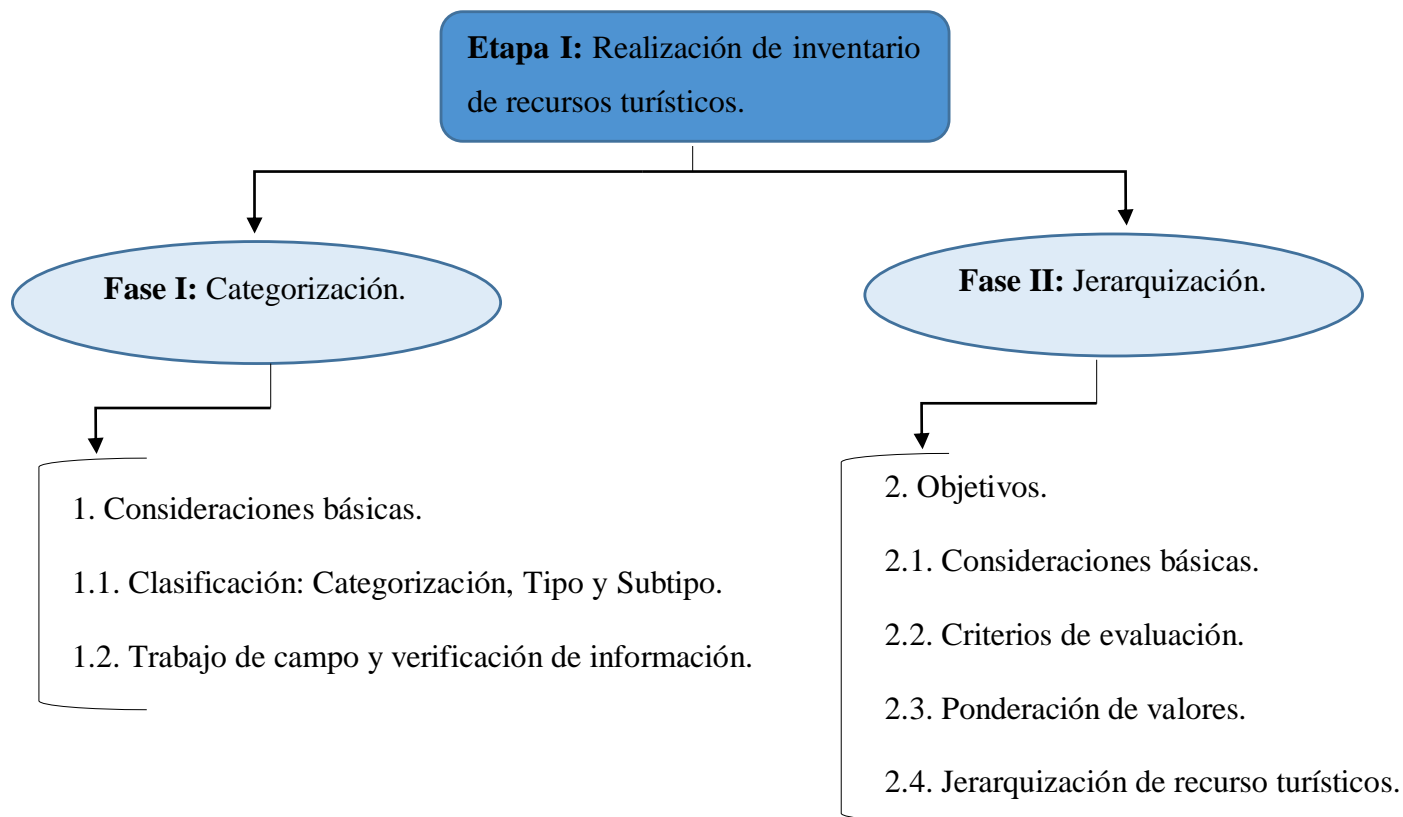 Etapa I: Realización de inventario
de recursos turísticos.
Fase I: Categorización.
Fase II: Jerarquización.
1. Consideraciones básicas.
1.1. Clasificación: Categorización, Tipo y Subtipo.
1.2. Trabajo de campo y verificación de información.
2. Objetivos.
2.1. Consideraciones básicas.
2.2. Criterios de evaluación.
2.3. Ponderación de valores.
2.4. Jerarquización de recurso turísticos.